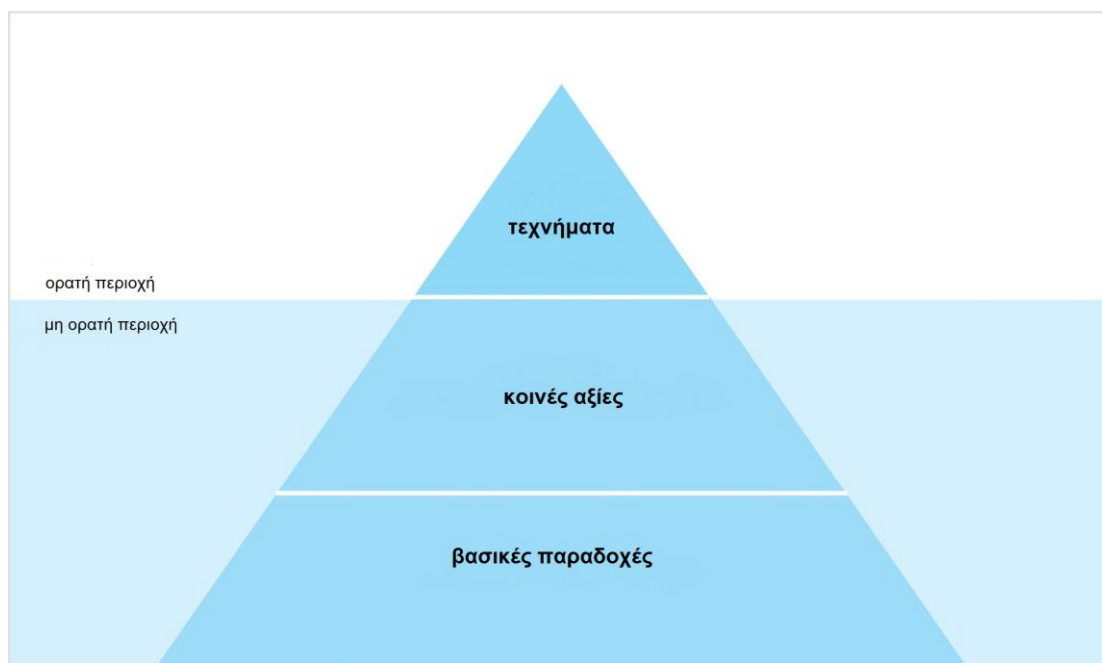 τεχνήματα
ορατή περιοχή
μη ορατή περιοχή
κοινές αξίες
βασικές παραδοχές